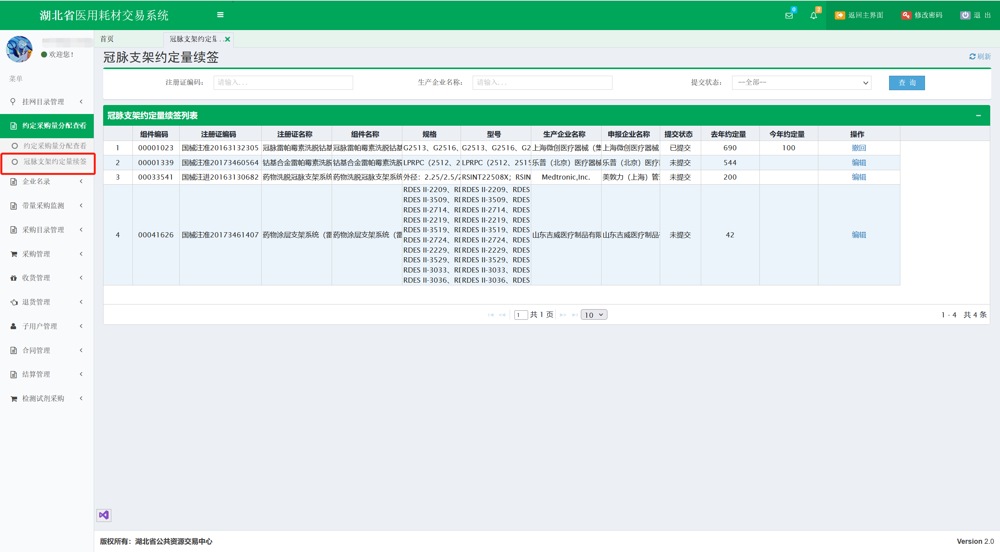 湖北省医用耗材交易系统
0
2
返回主界面
修改密码
退 出
欢迎您!
菜单
挂网目录管理
约定采购量分配查看
约定采购量分配查看
冠脉支架约定量续签
企业名录
带量采购监测
采购目录管理
采购管理
收货管理
退货管理
子用户管理
合同管理
结算管理
检测试剂采购
首页
冠脉支架约定量...
冠脉支架约定量续签
刷新
注册证编码：
请输入...
生产企业名称：
请输入...
提交状态：
--全部--
查 询
冠脉支架约定量续签列表
组件编码 注册证编码 注册证名称 组件名称 规格 型号 生产企业名称 申报企业名称 提交状态 去年约定量 今年约定量 操作
1 00001023 国械注准20163132305 冠脉雷帕霉素洗脱钴基 冠脉雷帕霉素洗脱钴基 G2513、G2516、 G2513、G2516、G2 上海微创医疗器械（集 上海微创医疗器械 已提交 690 100 撤回
2 00001339 国械注准20173460564 钴基合金雷帕霉素洗脱 钴基合金雷帕霉素洗脱 LPRPC（2512、2 LPRPC（2512、2515 乐普（北京）医疗器械 乐普（北京）医疗 未提交 544 编辑
3 00033541 国械注进20163130682 药物洗脱冠脉支架系统 药物洗脱冠脉支架系统 外径：2.25/2.5/2 RSINT22508X；RSIN Medtronic,Inc. 美敦力（上海）管 未提交 200 编辑
4 00041626 国械注准20173461407 药物涂层支架系统（雷 药物涂层支架系统（雷 山东吉威医疗制品有限 山东吉威医疗制品 未提交 42 编辑
RDES II-2209、RD RDES II-2209、RDES
RDES II-3509、RD RDES II-3509、RDES
RDES II-2714、RD RDES II-2714、RDES
RDES II-2219、RD RDES II-2219、RDES
RDES II-3519、RD RDES II-3519、RDES
RDES II-2724、RD RDES II-2724、RDES
RDES II-2229、RD RDES II-2229、RDES
RDES II-3529、RD RDES II-3529、RDES
RDES II-3033、RD RDES II-3033、RDES
RDES II-3036、RD RDES II-3036、RDES
1 共 1 页 10
1 - 4 共 4 条
版权所有：湖北省公共资源交易中心
Version 2.0